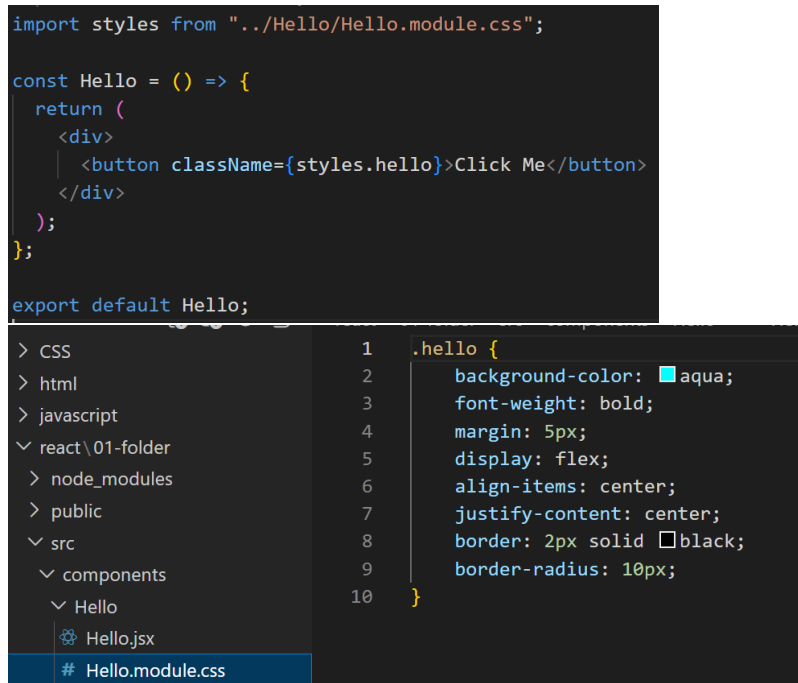 import styles from "../Hello/Hello.module.css";
const Hello = () => {
return (
<div>
<button className={styles.hello}>Click Me</button>
</div>
);
};
export default Hello;
> CSS
> html
> javascript
react\01-folder
> node_modules
> public
src
components
Hello
Hello.jsx
# Hello.module.css
1 .hello {
2 background-color: aqua;
3 font-weight: bold;
4 margin: 5px;
5 display: flex;
6 align-items: center;
7 justify-content: center;
8 border: 2px solid black;
9 border-radius: 10px;
10 }